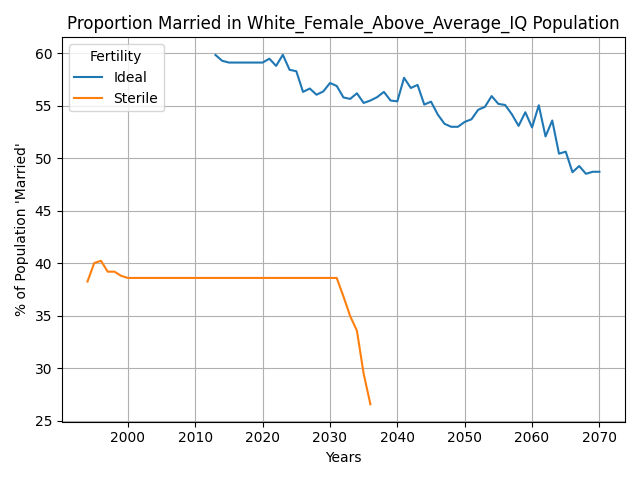 Proportion Married in White_Female_Above_Average_IQ Population
% of Population 'Married'
60
55
50
45
40
35
30
25
Fertility
Ideal
Sterile
2000 2010 2020 2030 2040 2050 2060 2070
Years